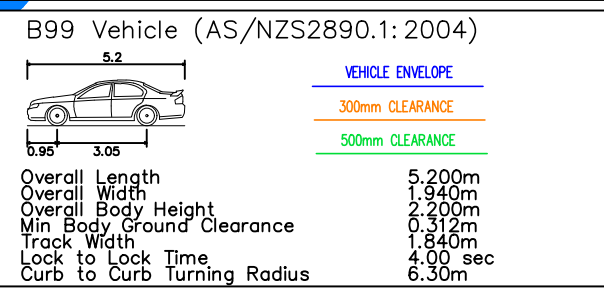 B99 Vehicle (AS/NZS2890.1:2004)
5.2
VEHICLE ENVELOPE
300mm CLEARANCE
500mm CLEARANCE
0.95 3.05
Overall Length 5.200m
Overall Width 1.940m
Overall Body Height 2.200m
Min Body Ground Clearance 0.312m
Track Width 1.840m
Lock to Lock Time 4.00 sec
Curb to Curb Turning Radius 6.30m